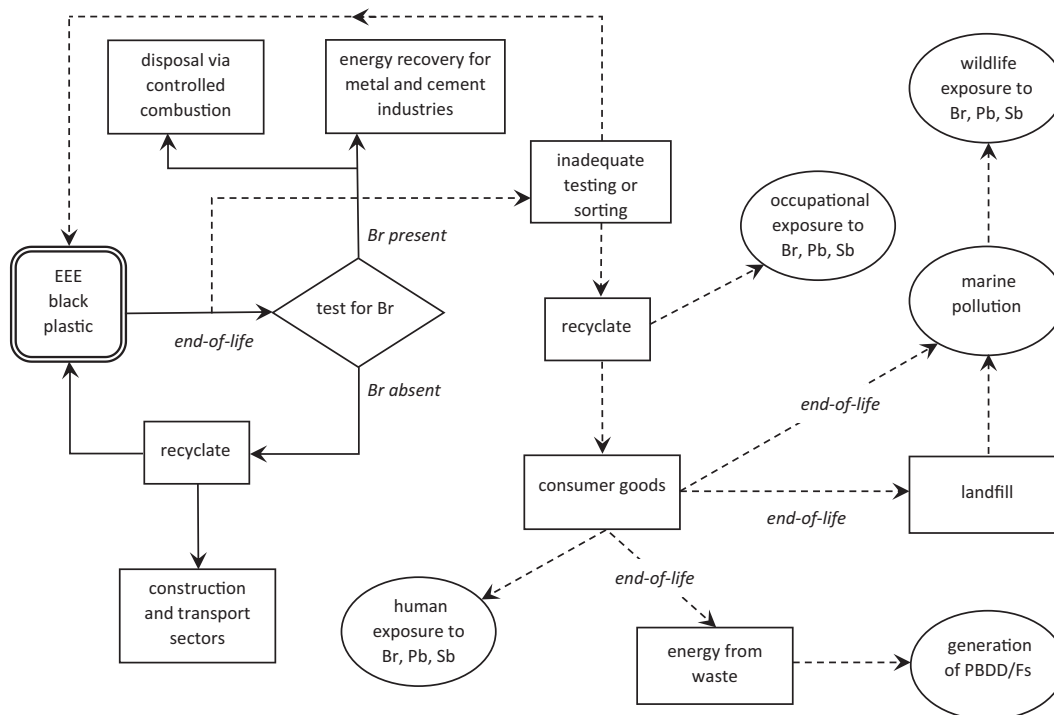 disposal via
controlled
combustion
energy recovery for
metal and cement
industries
wildlife
exposure to
Br, Pb, Sb
inadequate
testing or
sorting
occupational
exposure to
Br, Pb, Sb
Br present
EEE
black
plastic
test for Br
end-of-life
recyclate
marine
pollution
Br absent
end-of-life
recyclate
consumer goods
landfill
end-of-life
end-of-life
construction
and transport
sectors
human
exposure to
Br, Pb, Sb
energy from
waste
generation
of PBDD/Fs